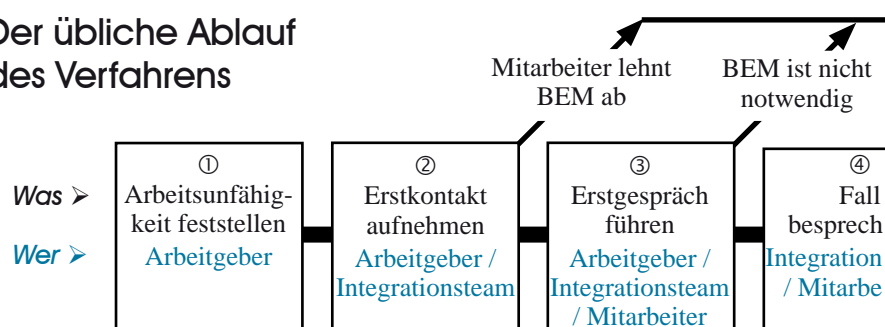 Der übliche Ablauf
des Verfahrens
Mitarbeiter lehnt
BEM ab
BEM ist nicht
notwendig
Was ➢
Wer ➢
①
Arbeitsunfähig-
keit feststellen
Arbeitgeber
②
Erstkontakt
aufnehmen
Arbeitgeber /
Integrationsteam
③
Erstgespräch
führen
Arbeitgeber /
Integrationsteam
/ Mitarbeiter
④
Fall
besprech
Integration
/ Mitarbe